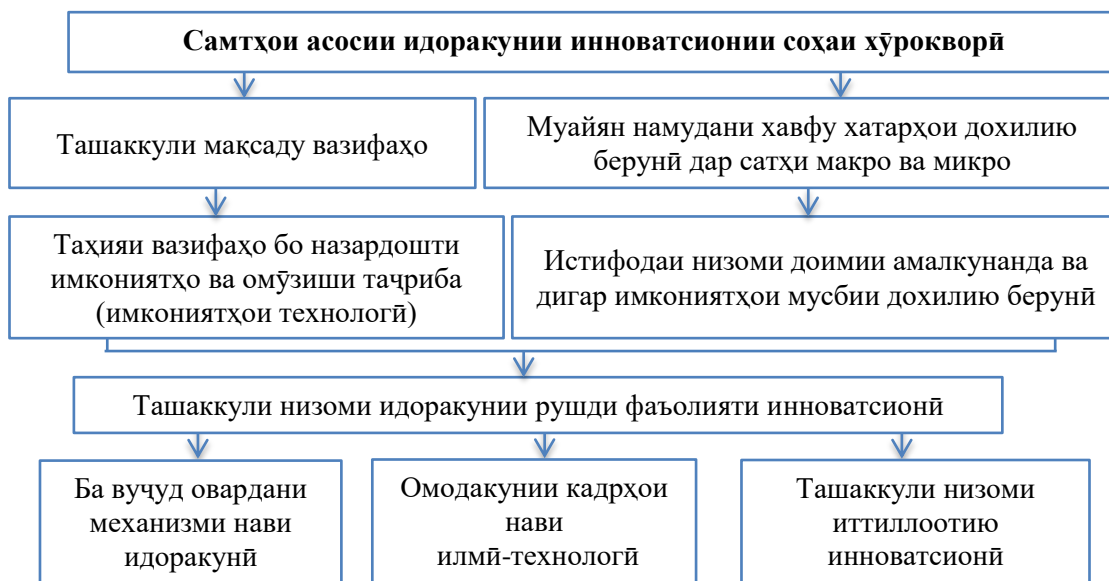 Самтҳои асосии идоракунии инноватсионии соҳаи хӯрокворӣ
Ташаккули мақсаду вазифаҳо
Муайян намудани хавфу хатарҳои дохилию
берунӣ дар сатҳи макро ва микро
Таҳияи вазифаҳо бо назардошти
имкониятҳо ва омӯзиши таҷриба
(имкониятҳои технологӣ)
Истифодаи низоми доимии амалкунанда ва
дигар имкониятҳои мусбии дохилию берунӣ
Ташаккули низоми идоракунии рушди фаъолияти инноватсионӣ
Ба вуҷуд овардани
механизми нави
идоракунӣ
Омодакунии кадрҳои
нави
илмӣ-технологӣ
Ташаккули низоми
иттиллоотию
инноватсионӣ